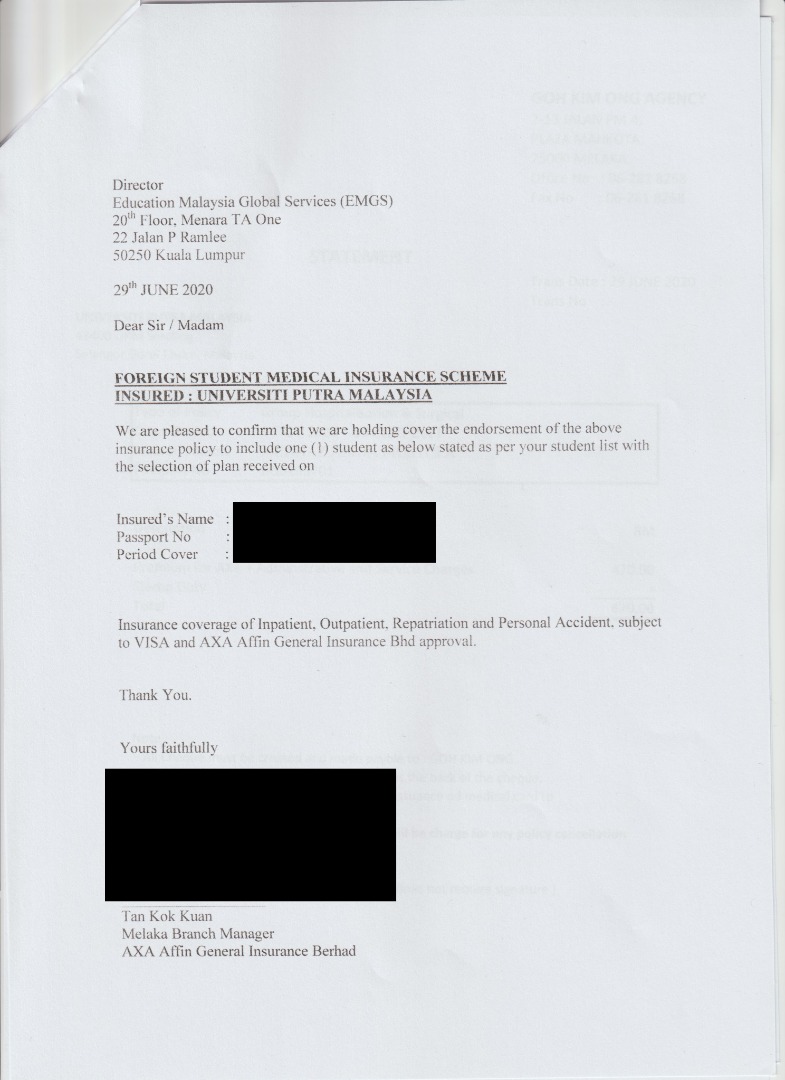 Director
Education Malaysia Global Services (EMGS)
20th Floor, Menara TA One
22 Jalan P Ramlee
50250 Kuala Lumpur
29th JUNE 2020
Dear Sir / Madam
FOREIGN STUDENT MEDICAL INSURANCE SCHEME
INSURED : UNIVERSITI PUTRA MALAYSIA
We are pleased to confirm that we are holding cover the endorsement of the above
insurance policy to include one (1) student as below stated as per your student list with
the selection of plan received on
Insured's Name :
Passport No :
Period Cover :
Insurance coverage of Inpatient, Outpatient, Repatriation and Personal Accident, subject
to VISA and AXA Affin General Insurance Bhd approval.
Thank You.
Yours faithfully
Tan Kok Kuan
Melaka Branch Manager
AXA Affin General Insurance Berhad